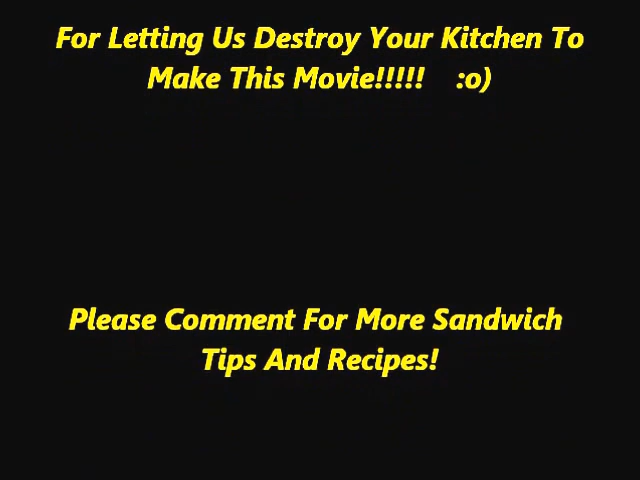 For Letting Us Destroy Your Kitchen To
Make This Movie!!!!! :o)
Please Comment For More Sandwich
Tips And Recipes!